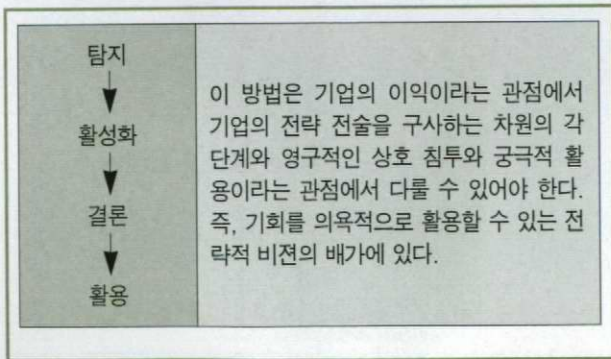 탐지
활성화
결론
활용
이 방법은 기업의 이익이라는 관점에서
기업의 전략 전술을 구사하는 차원의 각
단계와 영구적인 상호 침투와 궁극적 활
용이라는 관점에서 다룰 수 있어야 한다.
즉, 기회를 의욕적으로 활용할 수 있는 전
략적 비젼의 배가에 있다.